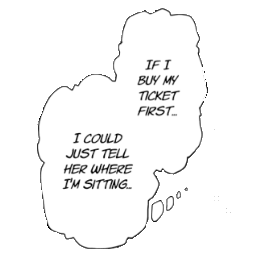 IF I
BUY MY
TICKET
FIRST...
I COULD
JUST TELL
HER WHERE
I'M SITTING...